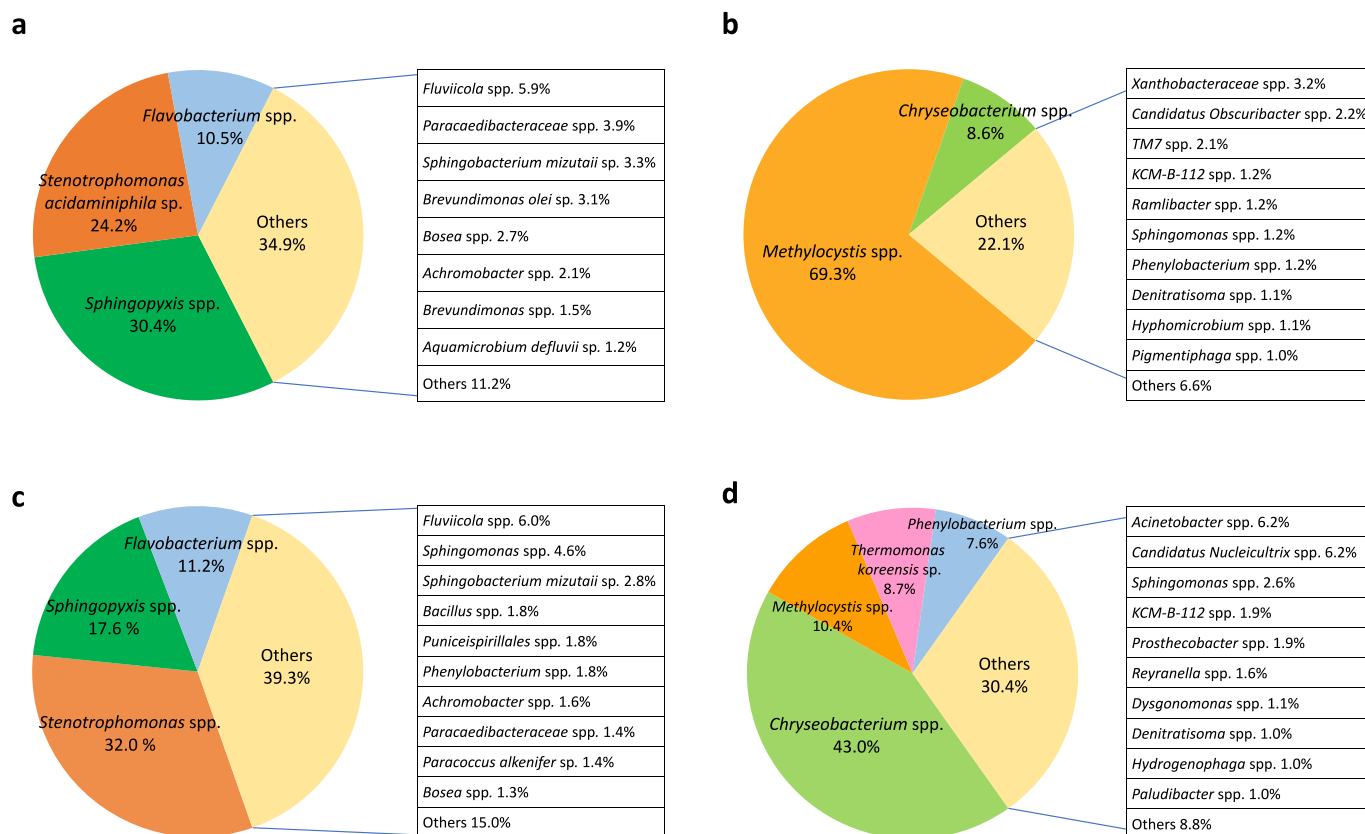 a
Flavobacterium spp.
10.5%
Stenotrophomonas
acidaminiphila sp.
24.2%
Others
34.9%
Sphingopyxis spp.
30.4%
Fluviicola spp. 5.9%
Paracaedibacteraceae spp. 3.9%
Sphingobacterium mizutaii sp. 3.3%
Brevundimonas olei sp. 3.1%
Bosea spp. 2.7%
Achromobacter spp. 2.1%
Brevundimonas spp. 1.5%
Aquamicrobium defluvii sp. 1.2%
Others 11.2%
b
Chryseobacterium spp.
8.6%
Others
22.1%
Methylocystis spp.
69.3%
Xanthobacteraceae spp. 3.2%
Candidatus Obscuribacter spp. 2.2%
TM7 spp. 2.1%
KCM-B-112 spp. 1.2%
Ramlibacter spp. 1.2%
Sphingomonas spp. 1.2%
Phenylobacterium spp. 1.2%
Denitratisoma spp. 1.1%
Hyphomicrobium spp. 1.1%
Pigmentiphaga spp. 1.0%
Others 6.6%
c
Flavobacterium spp.
11.2%
Sphingopyxis spp.
17.6 %
Others
39.3%
Stenotrophomonas spp.
32.0 %
Fluviicola spp. 6.0%
Sphingomonas spp. 4.6%
Sphingobacterium mizutaii sp. 2.8%
Bacillus spp. 1.8%
Puniceispirillales spp. 1.8%
Phenylobacterium spp. 1.8%
Achromobacter spp. 1.6%
Paracaedibacteraceae spp. 1.4%
Paracoccus alkenifer sp. 1.4%
Bosea spp. 1.3%
Others 15.0%
d
Phenylobacterium spp.
7.6%
Thermomonas
koreensis sp.
8.7%
Methylocystis spp.
10.4%
Others
30.4%
Chryseobacterium spp.
43.0%
Acinetobacter spp. 6.2%
Candidatus Nucleicultrix spp. 6.2%
Sphingomonas spp. 2.6%
KCM-B-112 spp. 1.9%
Prosthecobacter spp. 1.9%
Reyranella spp. 1.6%
Dysgonomonas spp. 1.1%
Denitratisoma spp. 1.0%
Hydrogenophaga spp. 1.0%
Paludibacter spp. 1.0%
Others 8.8%